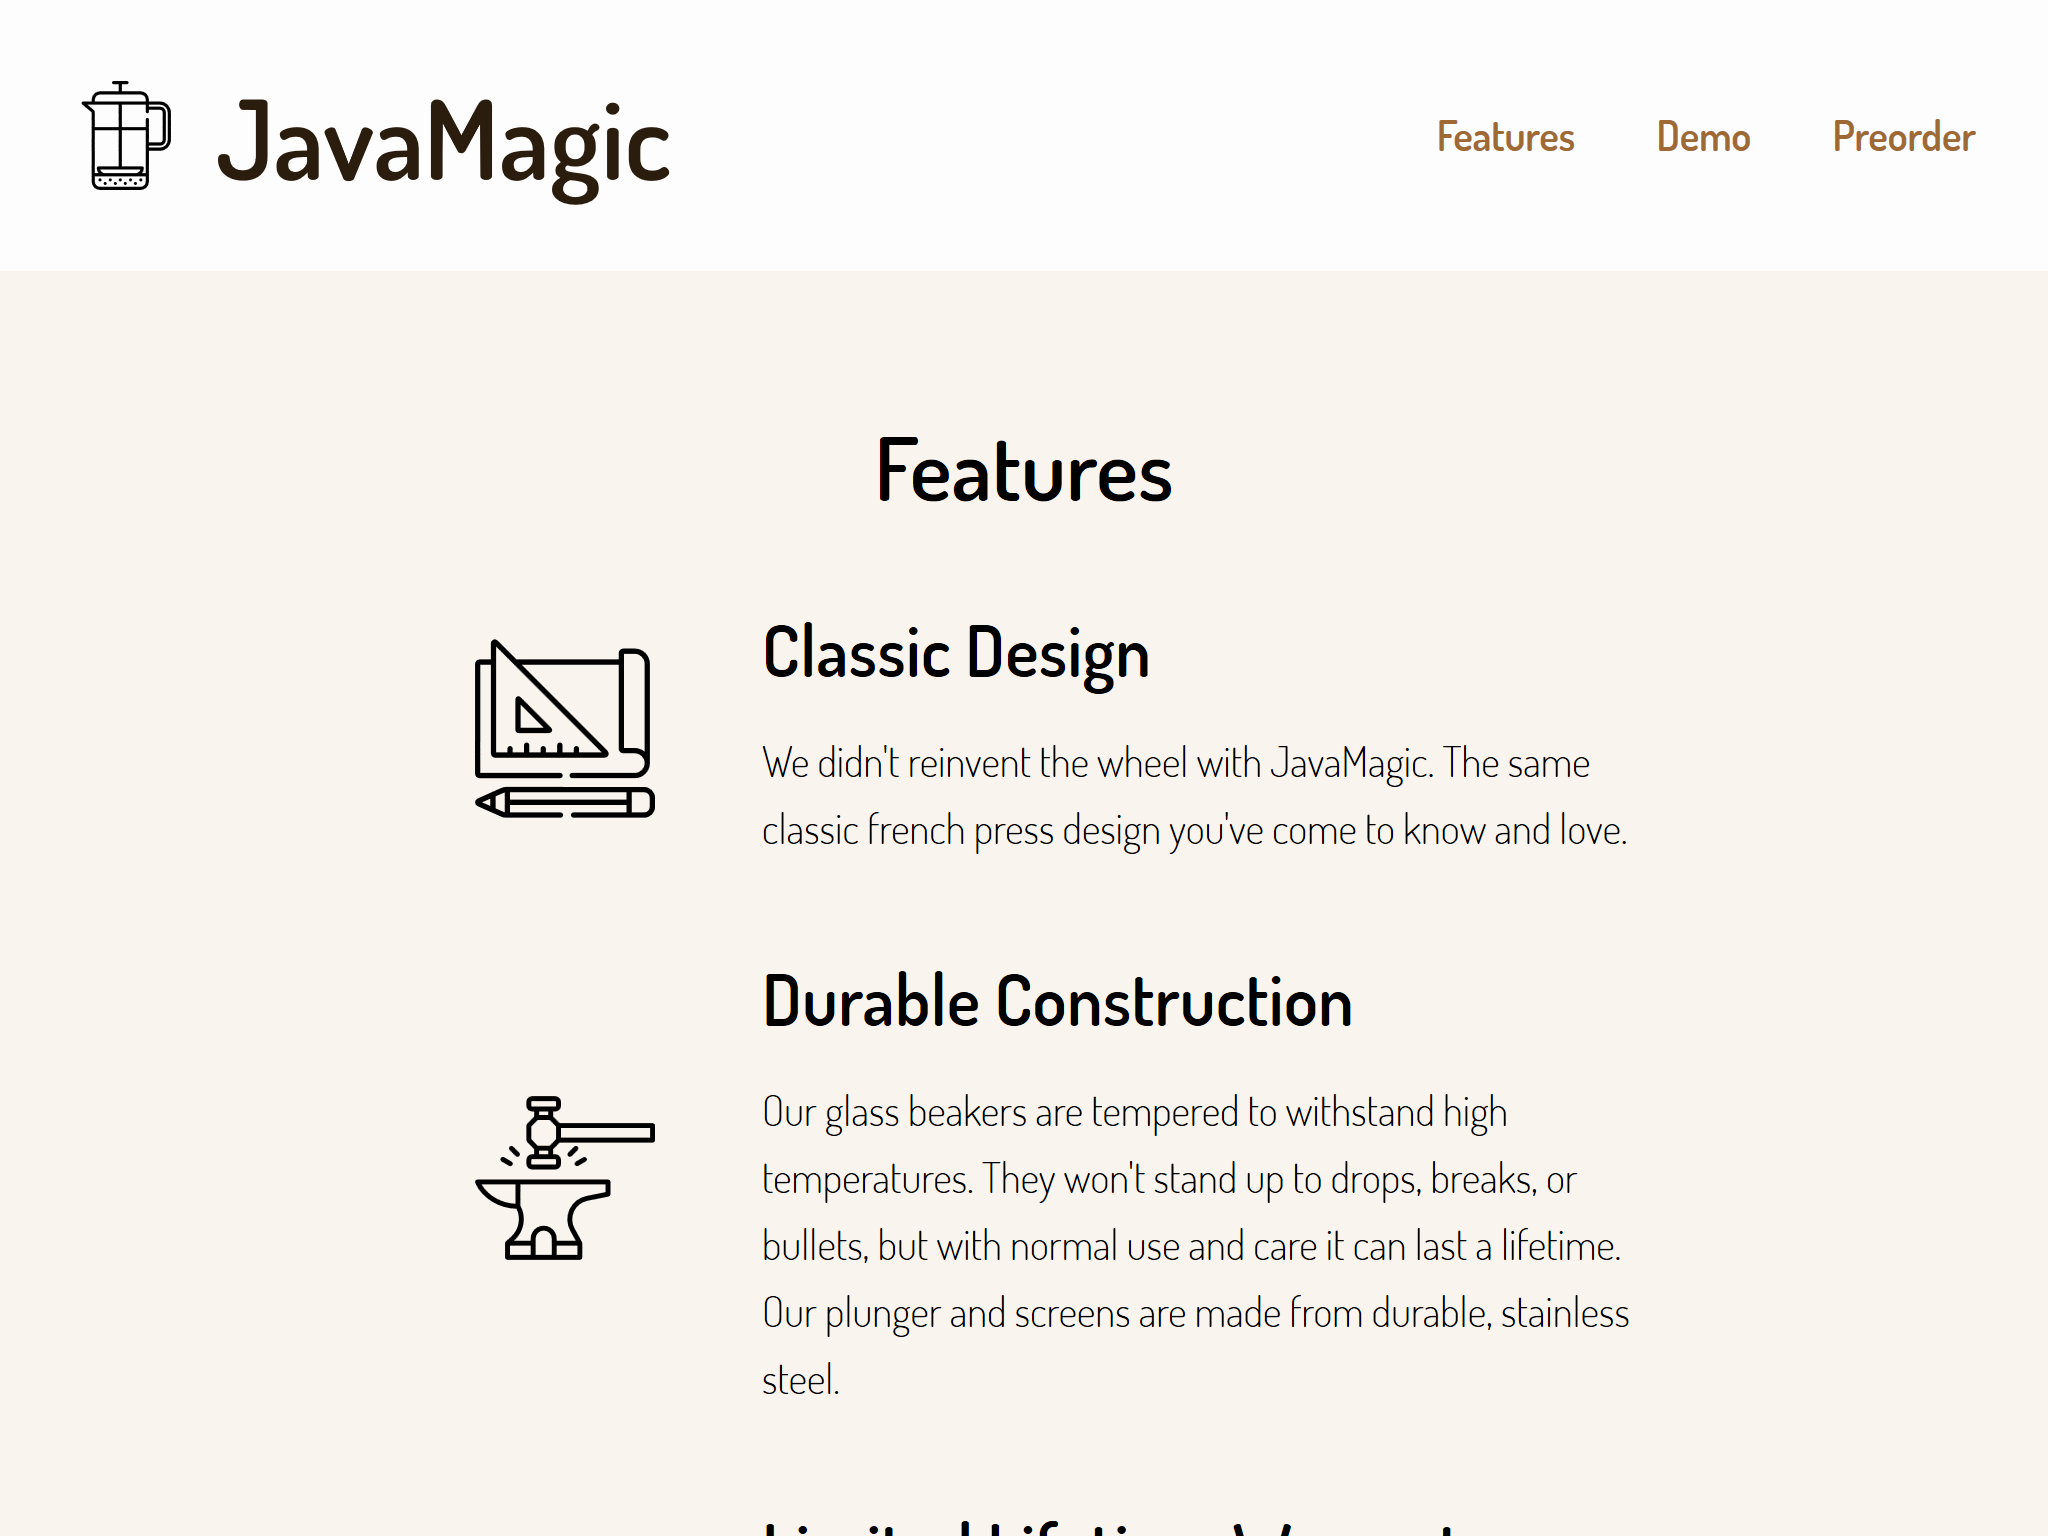 JavaMagic
Features Demo Preorder
Features
Classic Design
We didn't reinvent the wheel with JavaMagic. The same
classic french press design you've come to know and love.
Durable Construction
Our glass beakers are tempered to withstand high
temperatures. They won't stand up to drops, breaks, or
bullets, but with normal use and care it can last a lifetime.
Our plunger and screens are made from durable, stainless
steel.